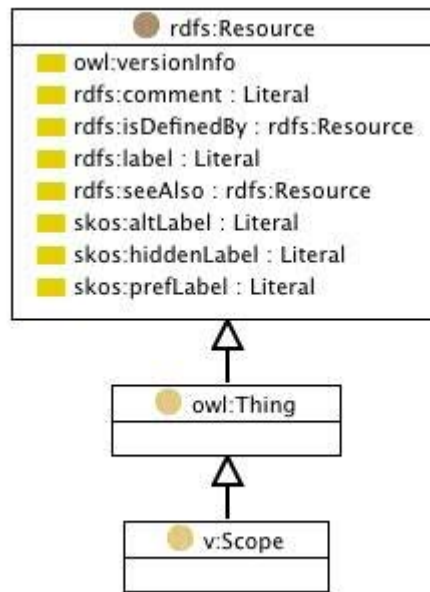 rdfs:Resource
owl:versionInfo
rdfs:comment : Literal
rdfs:isDefinedBy : rdfs:Resource
rdfs:label : Literal
rdfs:seeAlso : rdfs:Resource
skos:altLabel : Literal
skos:hiddenLabel : Literal
skos:prefLabel : Literal
owl:Thing
v:Scope